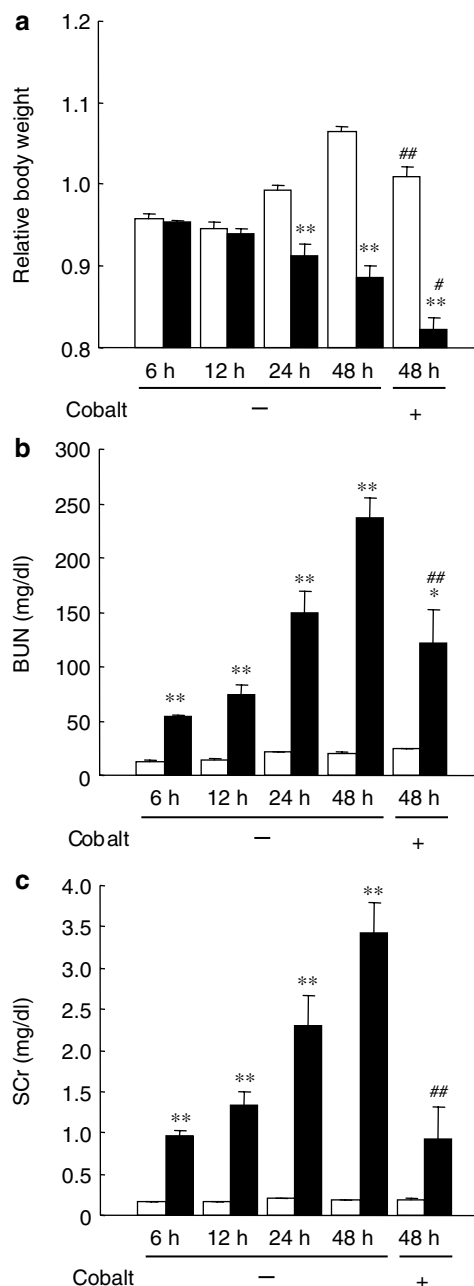 a
Relative body weight
1.2
1.1
1.0
0.9
0.8
** ** ## # **
6 h 12 h 24 h 48 h 48 h
Cobalt – +
b
BUN (mg/dl)
300
250
200
150
100
50
0
** ** ** ** ## *
6 h 12 h 24 h 48 h 48 h
Cobalt – +
c
SCr (mg/dl)
4.0
3.5
3.0
2.5
2.0
1.5
1.0
0.5
0
** ** ** ** ##
6 h 12 h 24 h 48 h 48 h
Cobalt – +